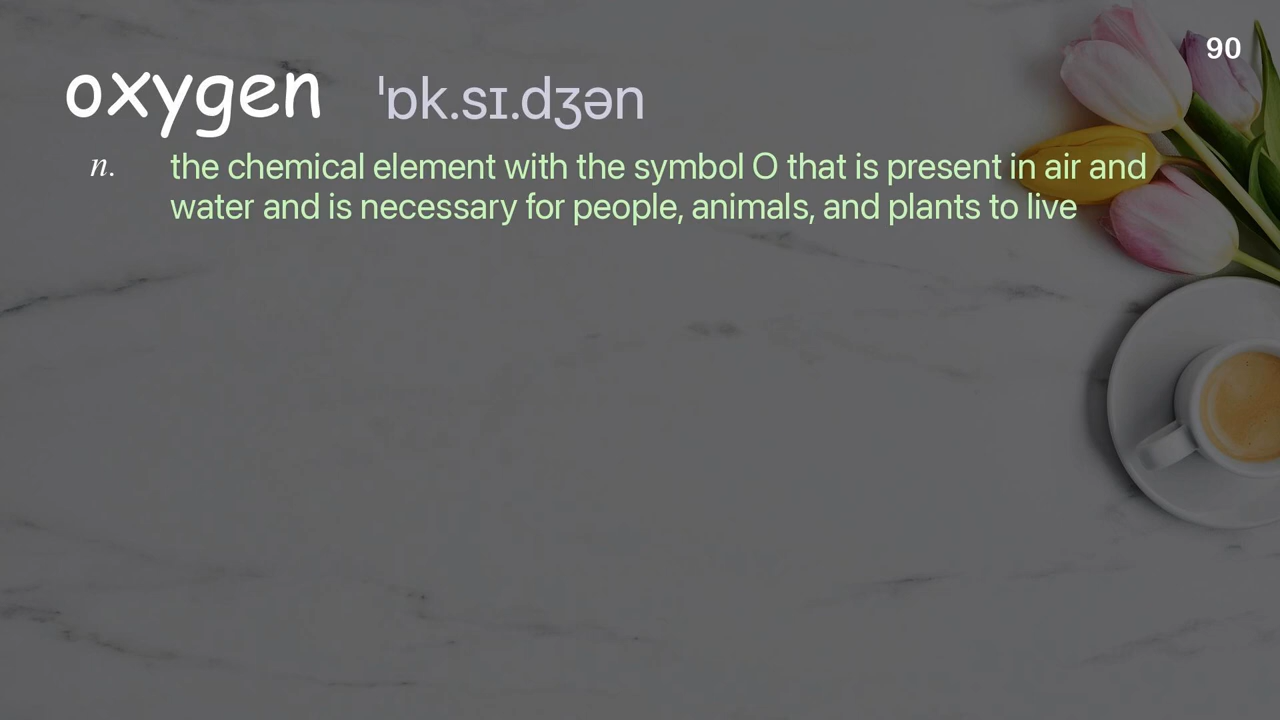 90
oxygen ˈɒk.sɪ.dʒən
n. the chemical element with the symbol O that is present in air and
water and is necessary for people, animals, and plants to live